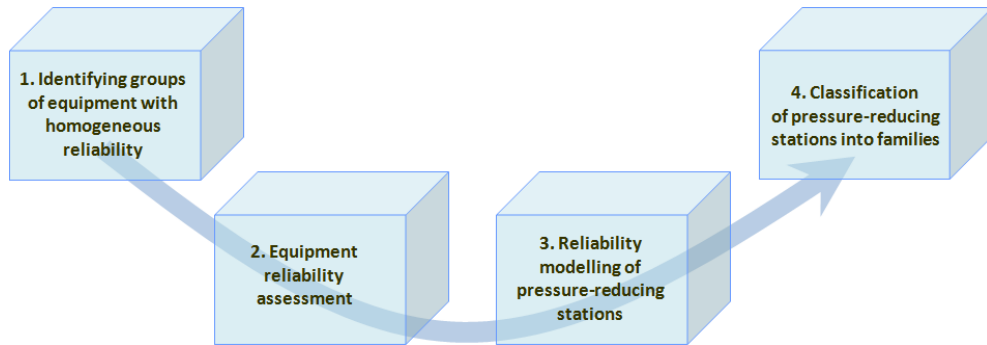 1. Identifying groups
of equipment with
homogeneous
reliability
2. Equipment
reliability
assessment
3. Reliability
modelling of
pressure-reducing
stations
4. Classification
of pressure-reducing
stations into families